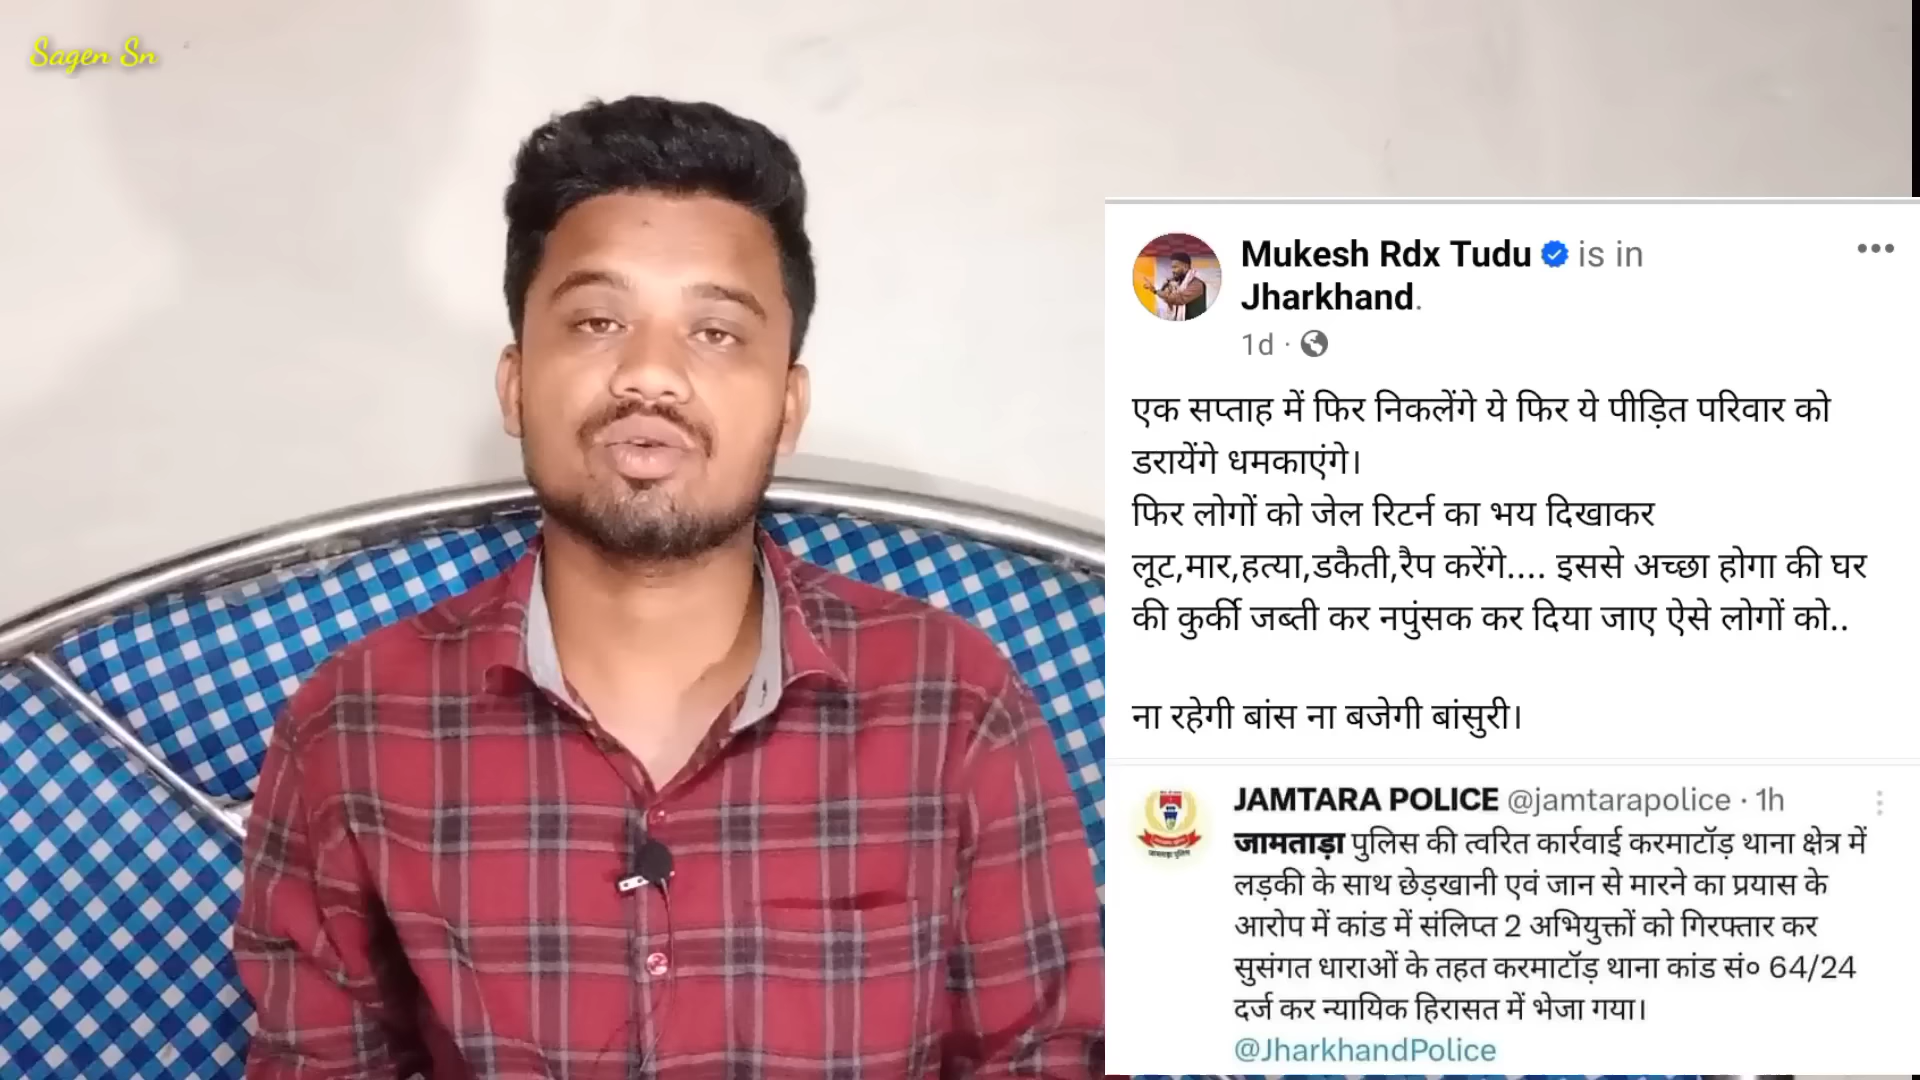 Sagen Sn
Mukesh Rdx Tudu is in
Jharkhand.
1d ·
एक सप्ताह में फिर निकलेंगे ये फिर ये पीड़ित परिवार को
डरायेंगे धमकाएंगे।
फिर लोगों को जेल रिटर्न का भय दिखाकर
लूट,मार,हत्या,डकैती,रैप करेंगे.... इससे अच्छा होगा की घर
की कुर्की जब्ती कर नपुंसक कर दिया जाए ऐसे लोगों को..
ना रहेगी बांस ना बजेगी बांसुरी।
JAMTARA POLICE @jamtarapolice · 1h
जामताड़ा पुलिस की त्वरित कार्रवाई करमाटॉड़ थाना क्षेत्र में
लड़की के साथ छेड़खानी एवं जान से मारने का प्रयास के
आरोप में कांड में संलिप्त 2 अभियुक्तों को गिरफ्तार कर
सुसंगत धाराओं के तहत करमाटॉड़ थाना कांड सं० 64/24
दर्ज कर न्यायिक हिरासत में भेजा गया।
@JharkhandPolice